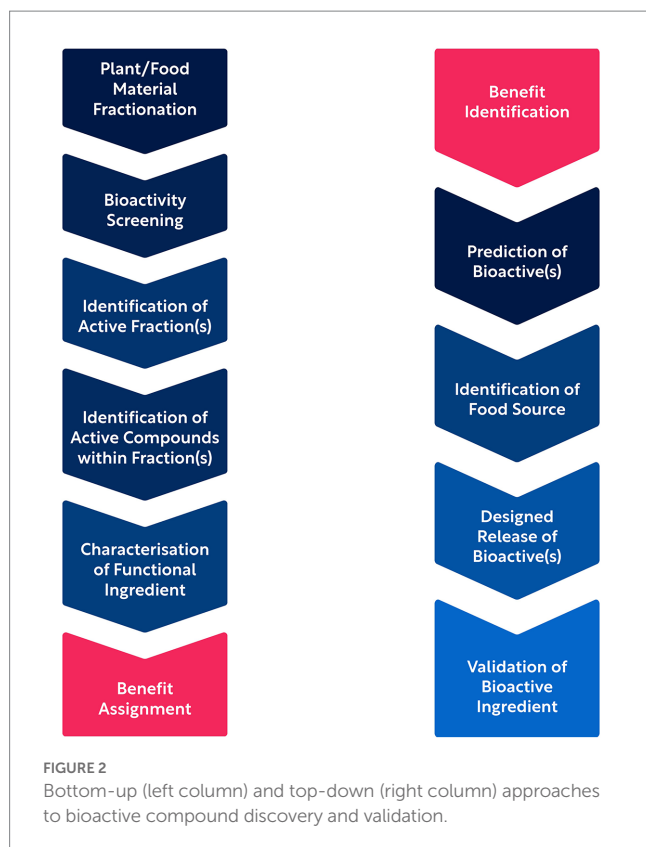 Plant/Food
Material
Fractionation
Bioactivity
Screening
Identification of
Active Fraction(s)
Identification of
Active Compounds
within Fraction(s)
Characterisation
of Functional
Ingredient
Benefit
Assignment
Benefit
Identification
Prediction of
Bioactive(s)
Identification of
Food Source
Designed
Release of
Bioactive(s)
Validation of
Bioactive
Ingredient
FIGURE 2
Bottom-up (left column) and top-down (right column) approaches
to bioactive compound discovery and validation.